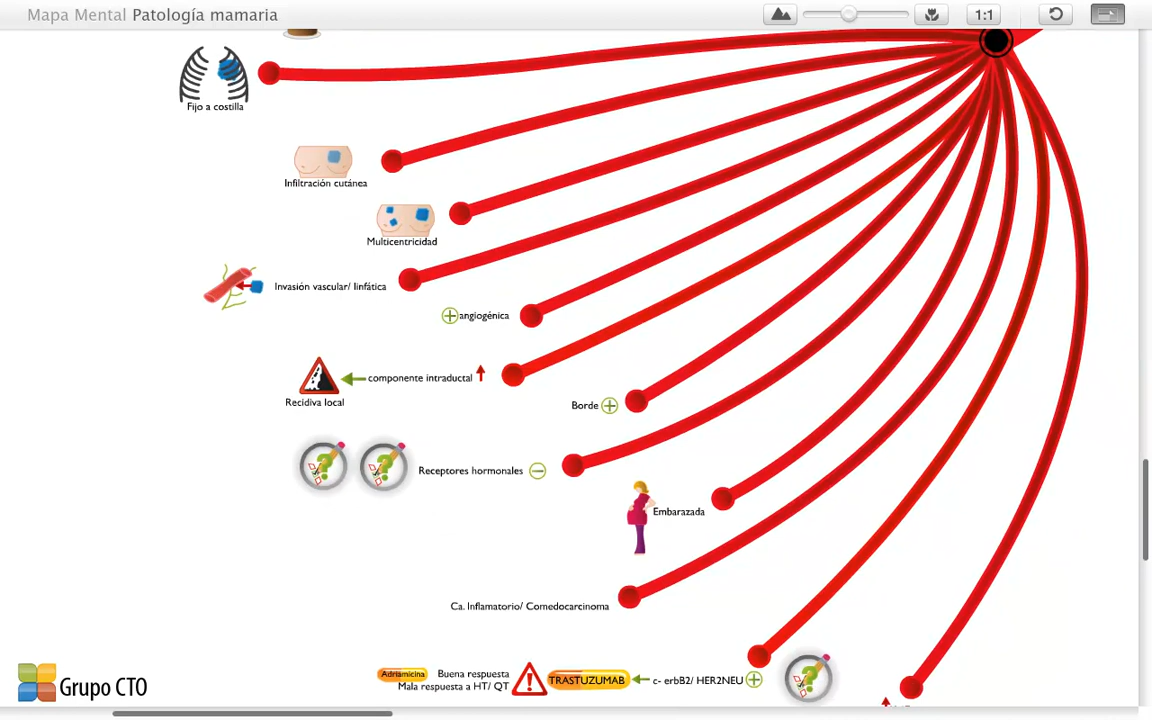 Mapa Mental Patología mamaria
1:1
Fijo a costilla
Infiltración cutánea
Multicentricidad
Invasión vascular/ linfática
angiogénica
componente intraductal
Recidiva local
Borde
Receptores hormonales
Embarazada
Ca. Inflamatorio/ Comedocarcinoma
Adriamicina Buena respuesta
Mala respuesta a HT/ QT
TRASTUZUMAB
c- erbB2/ HER2NEU
Grupo CTO